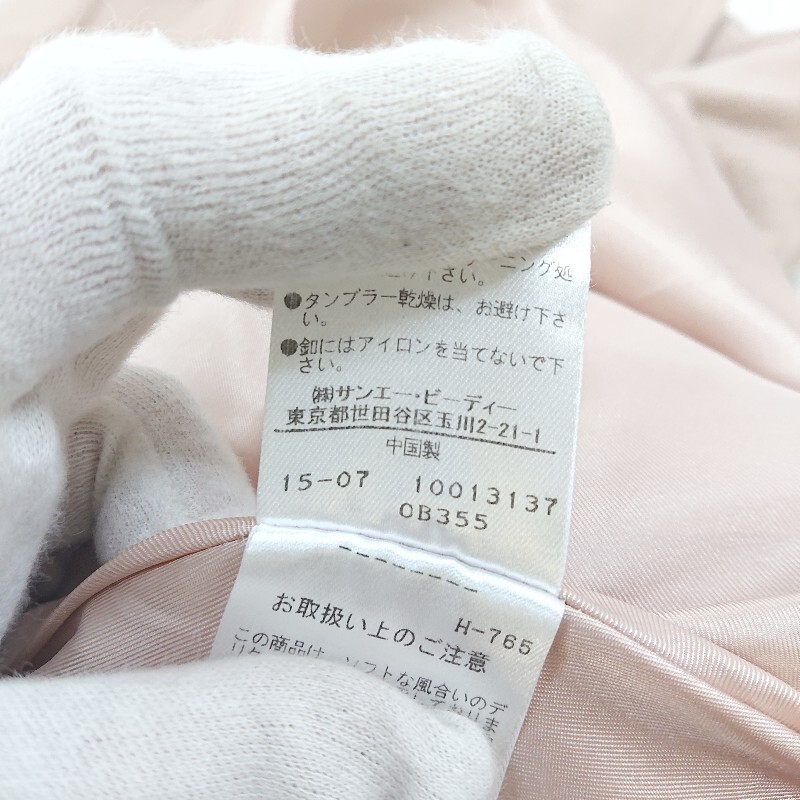 ーニング処
下さい。
●タンブラー乾燥は、お避け下さ
い。
●釦にはアイロンを当てないで下
さい。
㈱サンエー・ビーディー
東京都世田谷区玉川2-21-1
中国製
15-07 10013137
0B355
--------
H-765
お取扱い上のご注意
この商品は、ソフトな風合いのデ